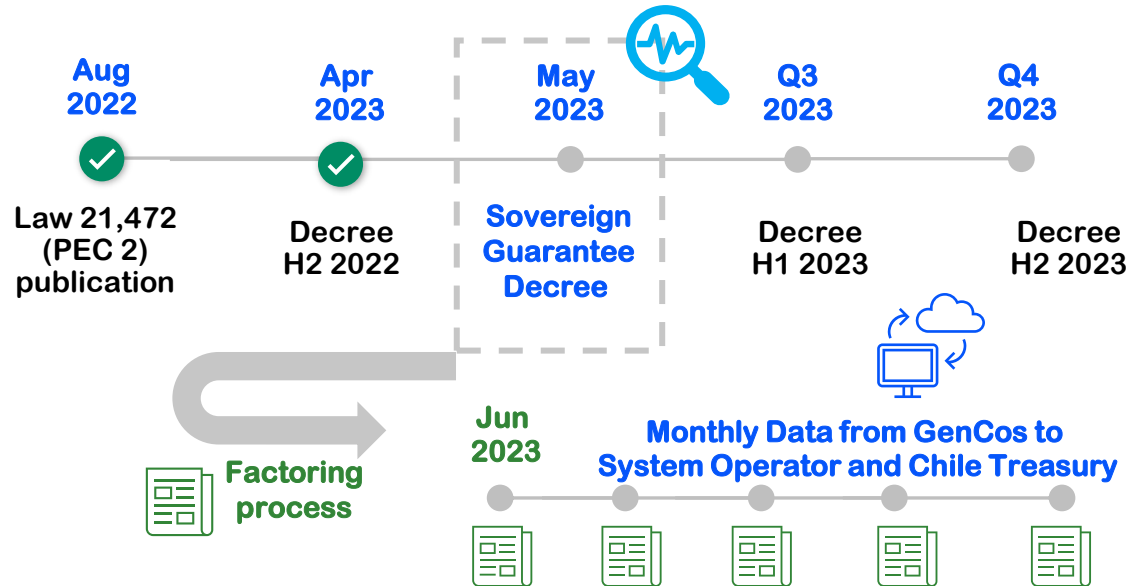 Aug
2022
Apr
2023
May
2023
Q3
2023
Q4
2023
Law 21,472
(PEC 2)
publication
Decree
H2 2022
Sovereign
Guarantee
Decree
Decree
H1 2023
Decree
H2 2023
Factoring
process
Jun
2023
Monthly Data from GenCos to
System Operator and Chile Treasury